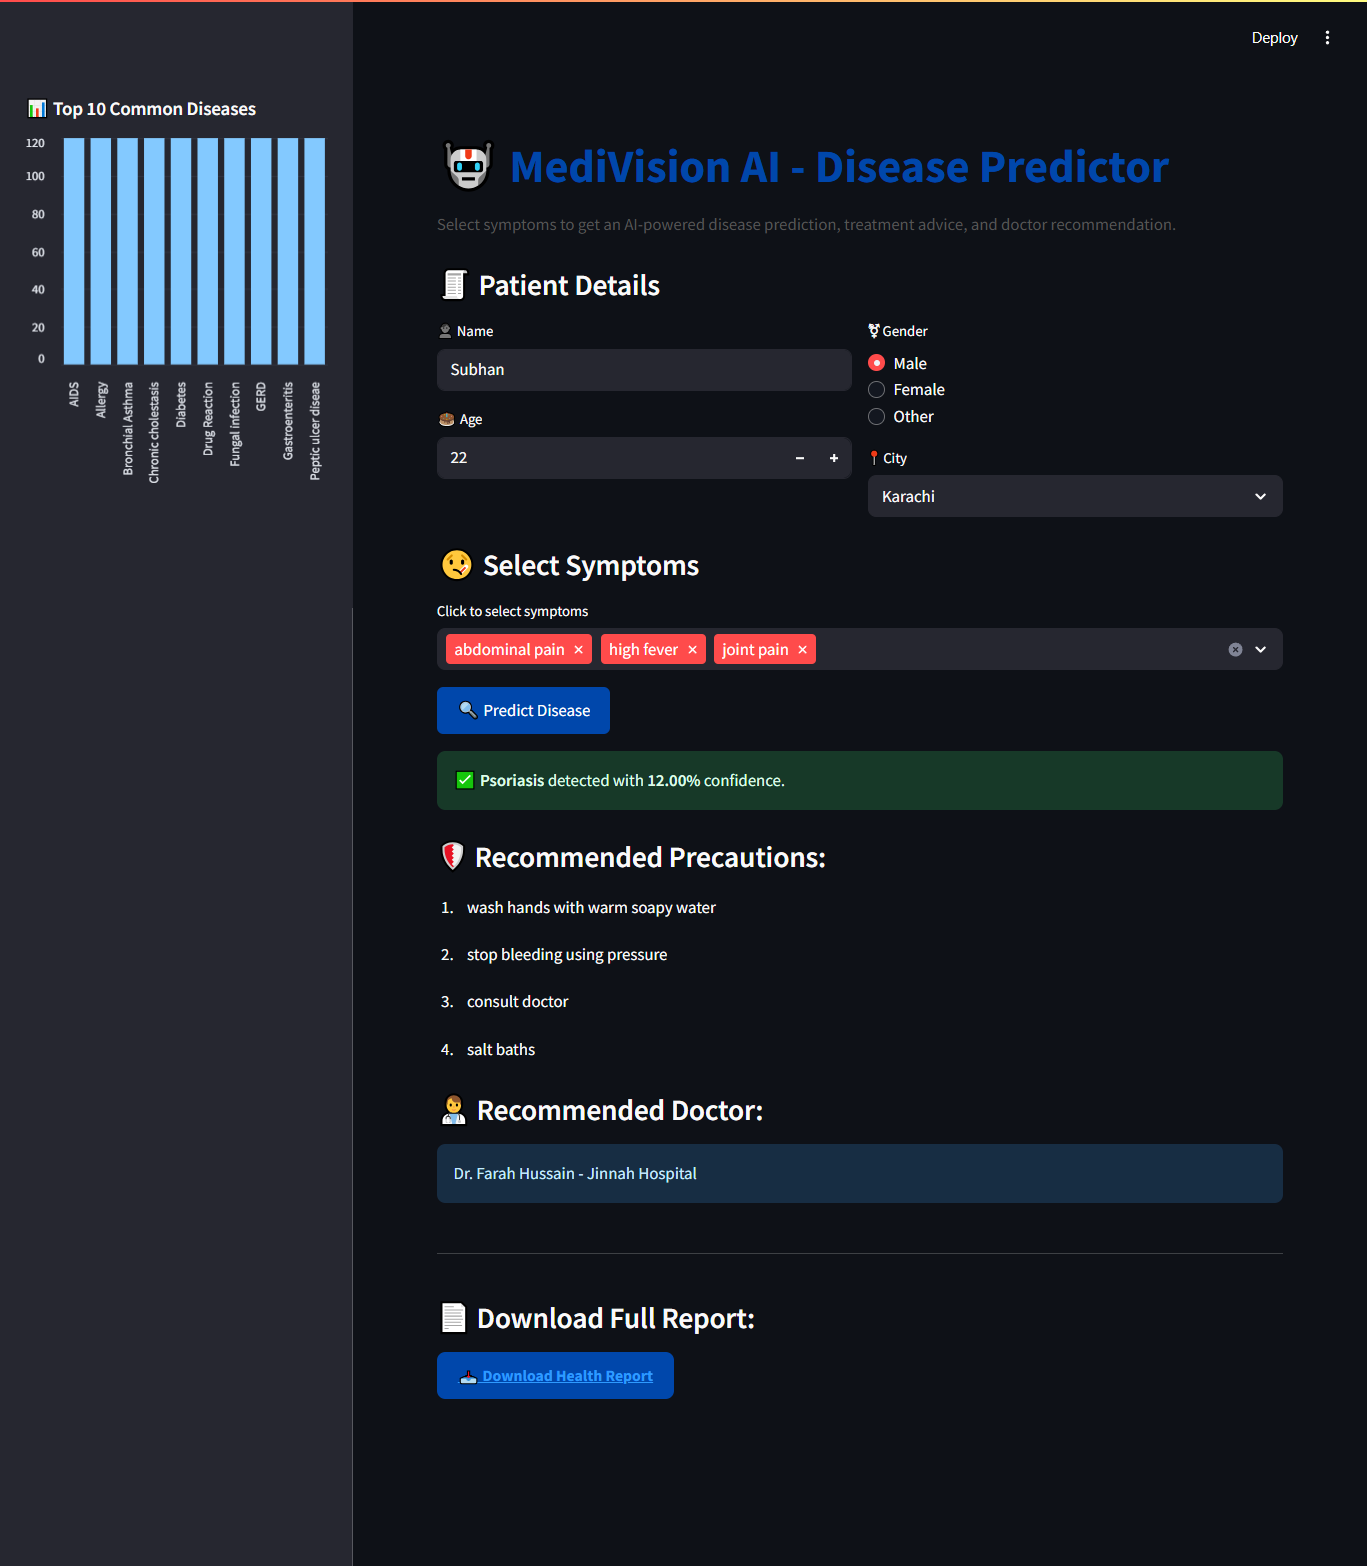 Deploy
📊 Top 10 Common Diseases
120
100
80
60
40
20
0
AIDS
Allergy
Bronchial Asthma
Chronic cholestasis
Diabetes
Drug Reaction
Fungal infection
GERD
Gastroenteritis
Peptic ulcer diseae
🤖 MediVision AI - Disease Predictor
Select symptoms to get an AI-powered disease prediction, treatment advice, and doctor recommendation.
Patient Details
Name
Subhan
Age
22
Gender
Male
Female
Other
City
Karachi
Select Symptoms
Click to select symptoms
abdominal pain × high fever × joint pain ×
Predict Disease
Psoriasis detected with 12.00% confidence.
Recommended Precautions:
1. wash hands with warm soapy water
2. stop bleeding using pressure
3. consult doctor
4. salt baths
Recommended Doctor:
Dr. Farah Hussain - Jinnah Hospital
Download Full Report:
Download Health Report